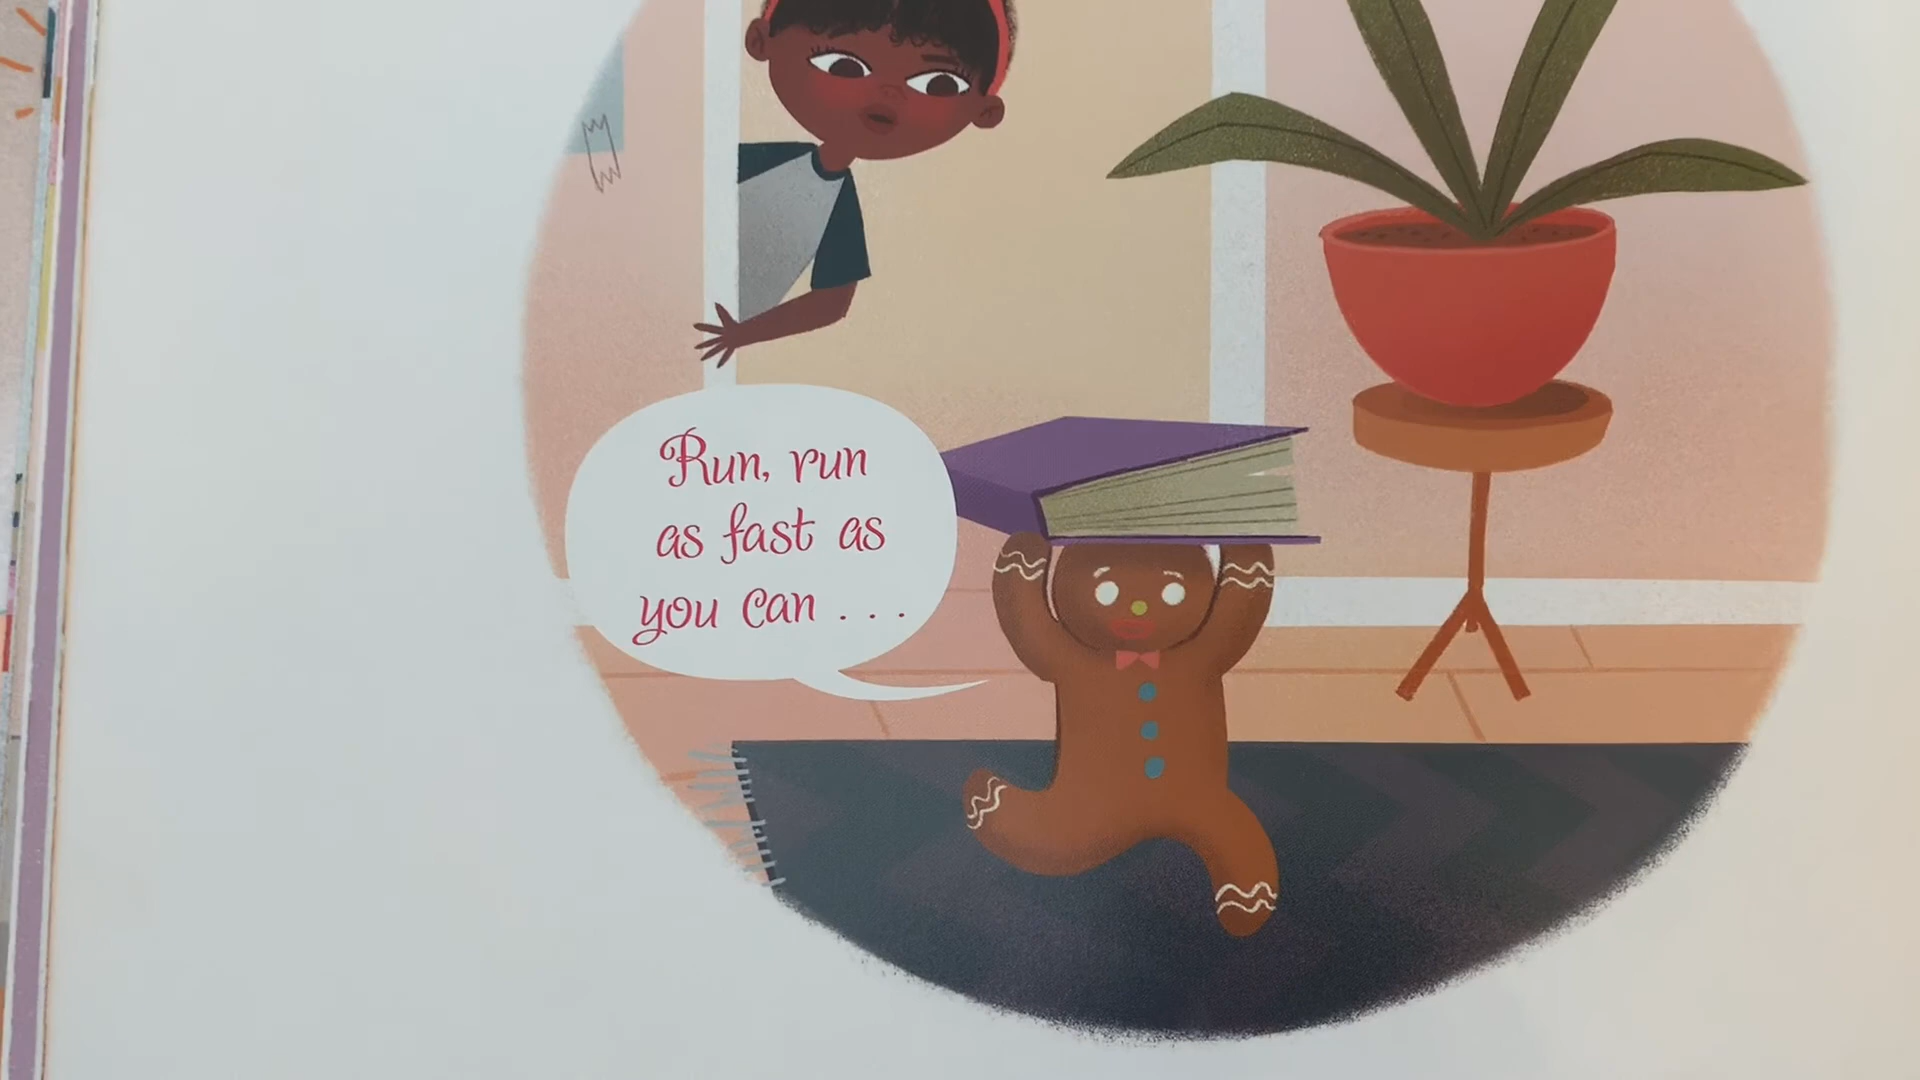 Run, run
as fast as
you can . . .